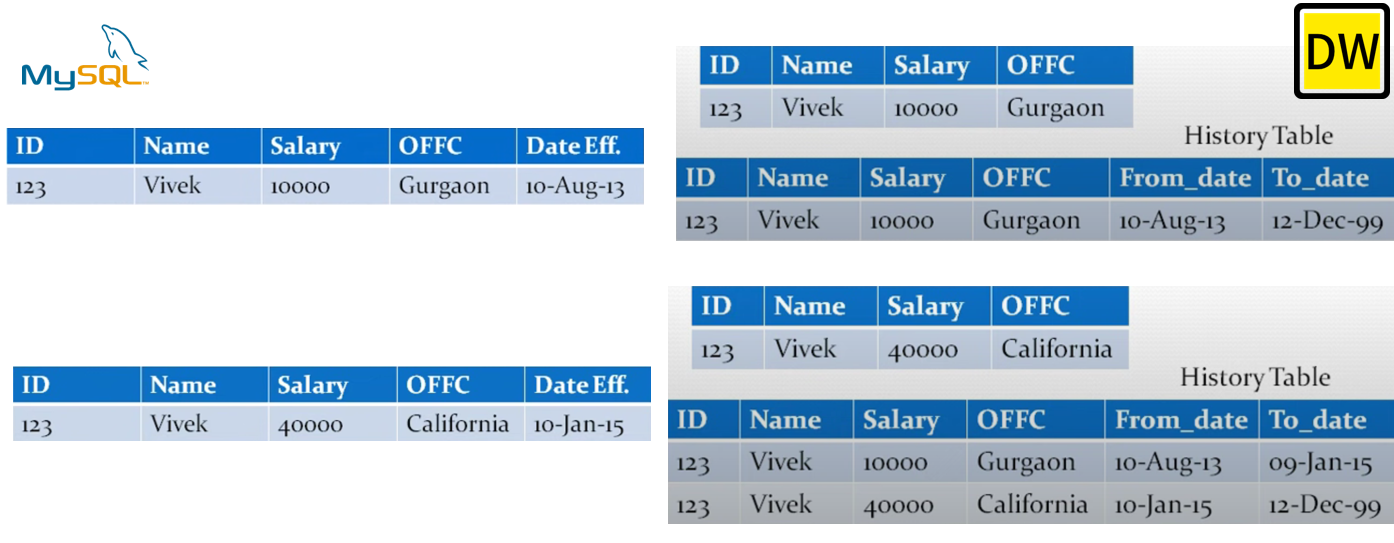 MySQL™
DW
ID Name Salary OFFC Date Eff.
123 Vivek 10000 Gurgaon 10-Aug-13
ID Name Salary OFFC
123 Vivek 10000 Gurgaon
History Table
ID Name Salary OFFC From_date To_date
123 Vivek 10000 Gurgaon 10-Aug-13 12-Dec-99
ID Name Salary OFFC Date Eff.
123 Vivek 40000 California 10-Jan-15
ID Name Salary OFFC
123 Vivek 40000 California
History Table
ID Name Salary OFFC From_date To_date
123 Vivek 10000 Gurgaon 10-Aug-13 09-Jan-15
123 Vivek 40000 California 10-Jan-15 12-Dec-99